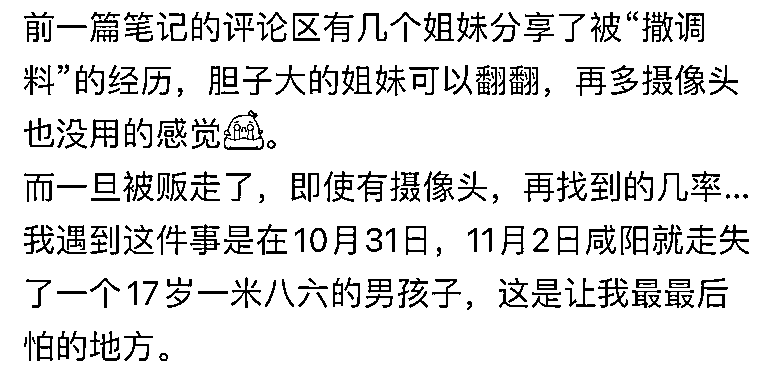 前一篇笔记的评论区有几个姐妹分享了被“撒调
料”的经历，胆子大的姐妹可以翻翻，再多摄像头
也没用的感觉。
而一旦被贩走了，即使有摄像头，再找到的几率...
我遇到这件事是在10月31日，11月2日咸阳就走失
了一个17岁一米八六的男孩子，这是让我最最后
怕的地方。